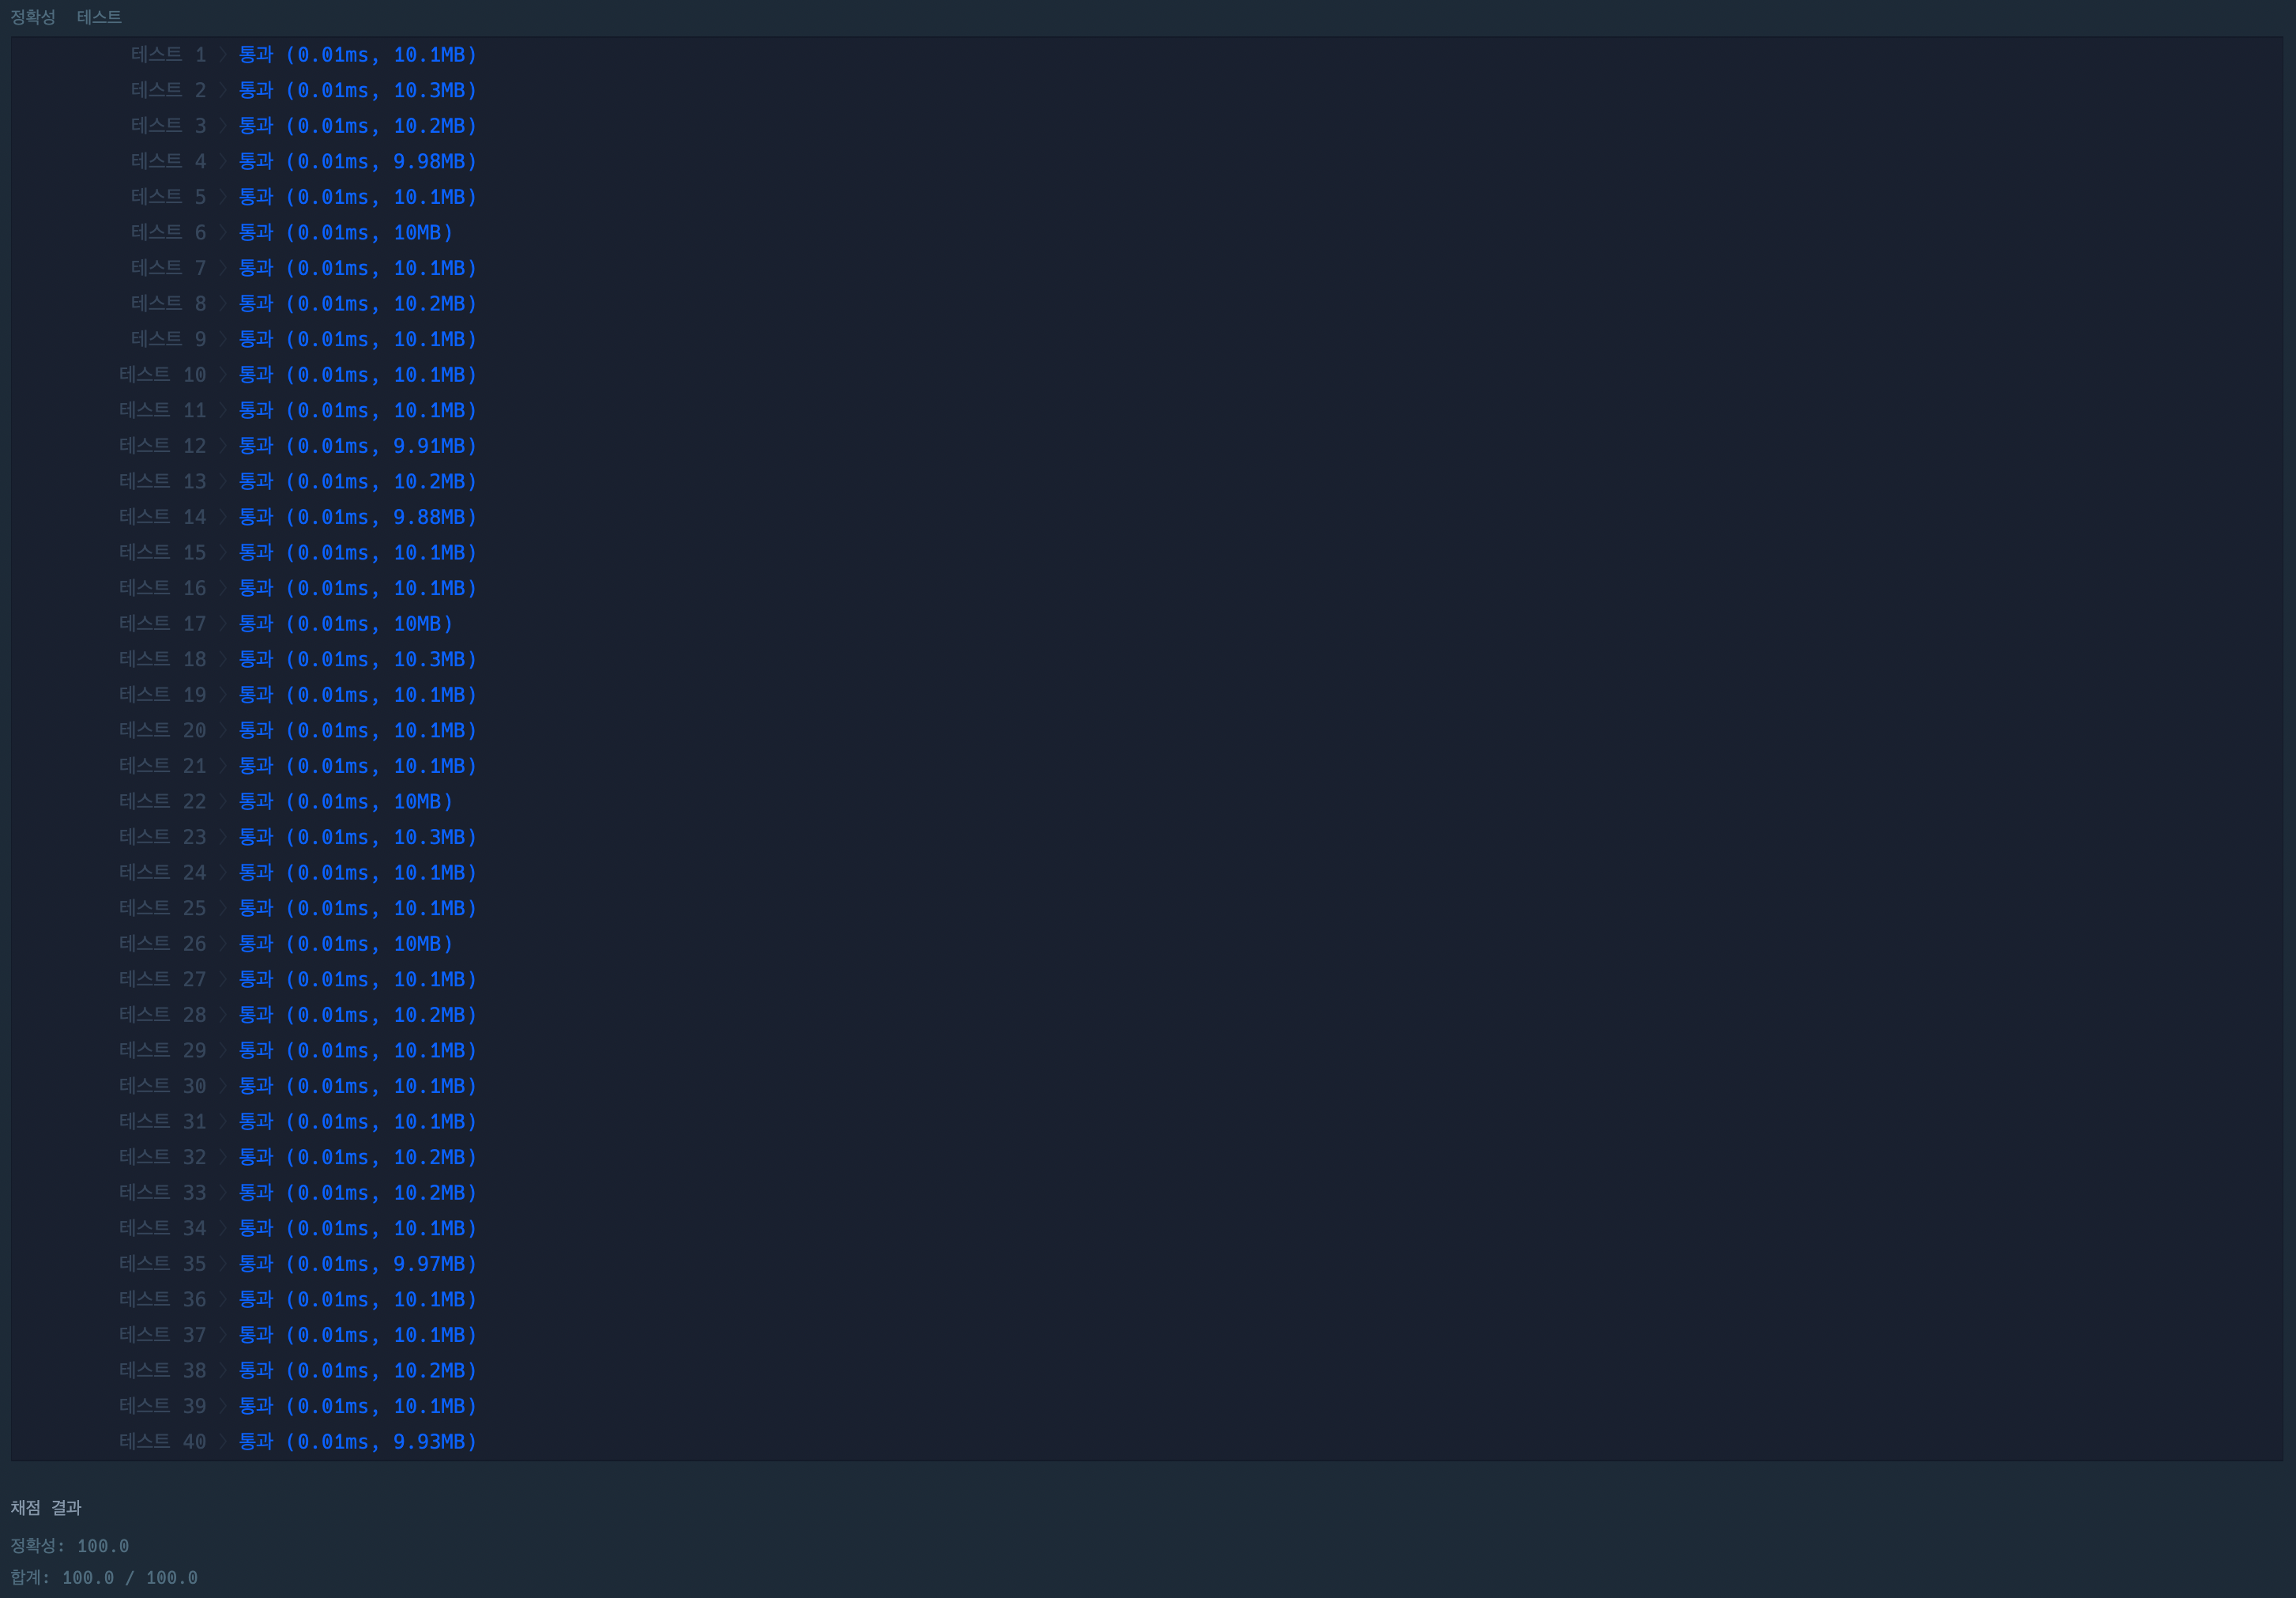 정확성 테스트
테스트 1 〉 통과 (0.01ms, 10.1MB)
테스트 2 〉 통과 (0.01ms, 10.3MB)
테스트 3 〉 통과 (0.01ms, 10.2MB)
테스트 4 〉 통과 (0.01ms, 9.98MB)
테스트 5 〉 통과 (0.01ms, 10.1MB)
테스트 6 〉 통과 (0.01ms, 10MB)
테스트 7 〉 통과 (0.01ms, 10.1MB)
테스트 8 〉 통과 (0.01ms, 10.2MB)
테스트 9 〉 통과 (0.01ms, 10.1MB)
테스트 10 〉 통과 (0.01ms, 10.1MB)
테스트 11 〉 통과 (0.01ms, 10.1MB)
테스트 12 〉 통과 (0.01ms, 9.91MB)
테스트 13 〉 통과 (0.01ms, 10.2MB)
테스트 14 〉 통과 (0.01ms, 9.88MB)
테스트 15 〉 통과 (0.01ms, 10.1MB)
테스트 16 〉 통과 (0.01ms, 10.1MB)
테스트 17 〉 통과 (0.01ms, 10MB)
테스트 18 〉 통과 (0.01ms, 10.3MB)
테스트 19 〉 통과 (0.01ms, 10.1MB)
테스트 20 〉 통과 (0.01ms, 10.1MB)
테스트 21 〉 통과 (0.01ms, 10.1MB)
테스트 22 〉 통과 (0.01ms, 10MB)
테스트 23 〉 통과 (0.01ms, 10.3MB)
테스트 24 〉 통과 (0.01ms, 10.1MB)
테스트 25 〉 통과 (0.01ms, 10.1MB)
테스트 26 〉 통과 (0.01ms, 10MB)
테스트 27 〉 통과 (0.01ms, 10.1MB)
테스트 28 〉 통과 (0.01ms, 10.2MB)
테스트 29 〉 통과 (0.01ms, 10.1MB)
테스트 30 〉 통과 (0.01ms, 10.1MB)
테스트 31 〉 통과 (0.01ms, 10.1MB)
테스트 32 〉 통과 (0.01ms, 10.2MB)
테스트 33 〉 통과 (0.01ms, 10.2MB)
테스트 34 〉 통과 (0.01ms, 10.1MB)
테스트 35 〉 통과 (0.01ms, 9.97MB)
테스트 36 〉 통과 (0.01ms, 10.1MB)
테스트 37 〉 통과 (0.01ms, 10.1MB)
테스트 38 〉 통과 (0.01ms, 10.2MB)
테스트 39 〉 통과 (0.01ms, 10.1MB)
테스트 40 〉 통과 (0.01ms, 9.93MB)
채점 결과
정확성: 100.0
합계: 100.0 / 100.0